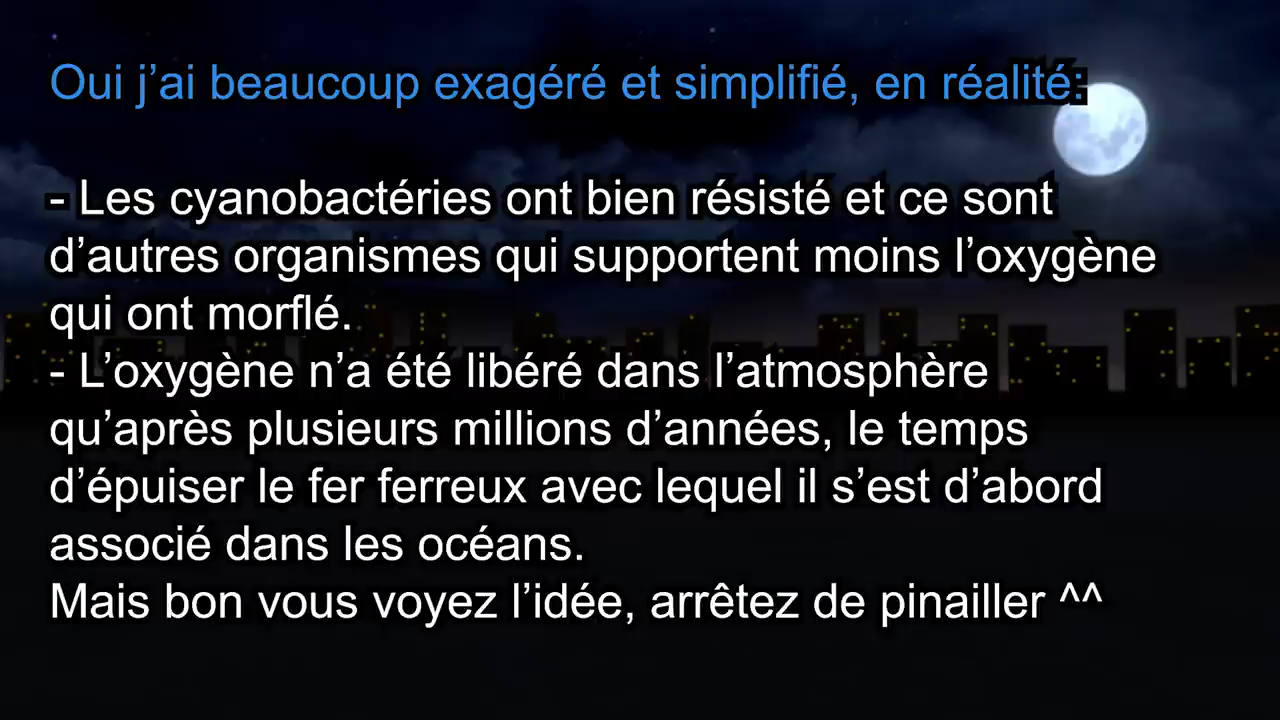 Oui j’ai beaucoup exagéré et simplifié, en réalité:
- Les cyanobactéries ont bien résisté et ce sont
d’autres organismes qui supportent moins l’oxygène
qui ont morflé.
- L’oxygène n’a été libéré dans l’atmosphère
qu’après plusieurs millions d’années, le temps
d’épuiser le fer ferreux avec lequel il s’est d’abord
associé dans les océans.
Mais bon vous voyez l’idée, arrêtez de pinailler ^^